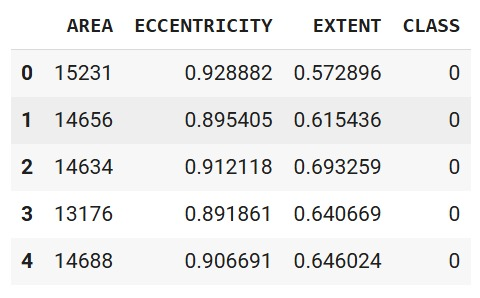 AREA ECCENTRICITY EXTENT CLASS
0 15231 0.928882 0.572896 0
1 14656 0.895405 0.615436 0
2 14634 0.912118 0.693259 0
3 13176 0.891861 0.640669 0
4 14688 0.906691 0.646024 0